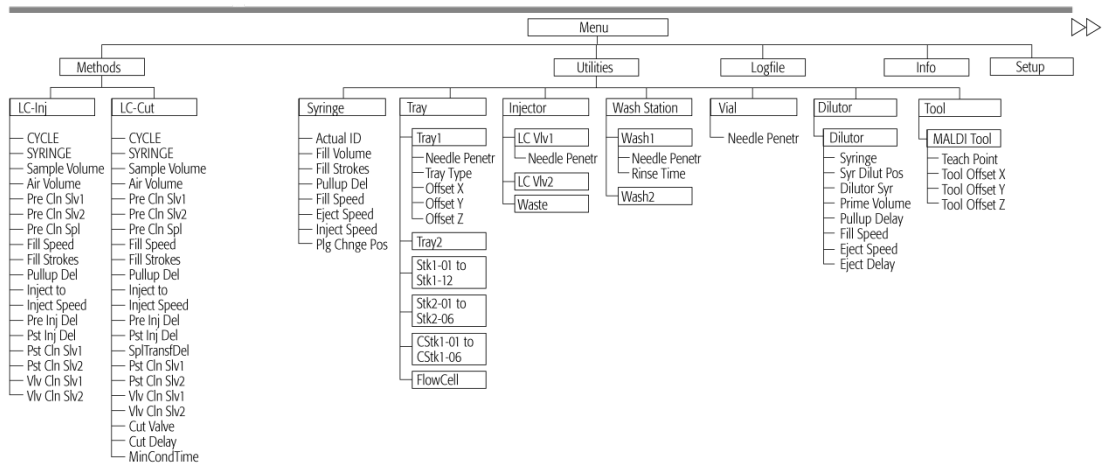 Menu
Methods
Utilities
Logfile
Info
Setup
LC-Inj
CYCLE
SYRINGE
Sample Volume
Air Volume
Pre Cln Slv1
Pre Cln Slv2
Pre Cln Spl
Fill Speed
Fill Strokes
Pullup Del
Inject to
Inject Speed
Pre Inj Del
Pst Inj Del
Pst Cln Slv1
Pst Cln Slv2
Vlv Cln Slv1
Vlv Cln Slv2
LC-Cut
CYCLE
SYRINGE
Sample Volume
Air Volume
Pre Cln Slv1
Pre Cln Slv2
Pre Cln Spl
Fill Speed
Fill Strokes
Pullup Del
Inject to
Inject Speed
Pre Inj Del
Pst Inj Del
SplTransfDel
Pst Cln Slv1
Pst Cln Slv2
Vlv Cln Slv1
Vlv Cln Slv2
Cut Valve
Cut Delay
MinCondTime
Syringe
Actual ID
Fill Volume
Fill Strokes
Pullup Del
Fill Speed
Eject Speed
Inject Speed
Plg Chnge Pos
Tray
Tray1
Needle Penetr
Tray Type
Offset X
Offset Y
Offset Z
Tray2
Stk1-01 to
Stk1-12
Stk2-01 to
Stk2-06
CStk1-01 to
CStk1-06
FlowCell
Injector
LC Vlv1
Needle Penetr
LC Vlv2
Waste
Wash Station
Wash1
Needle Penetr
Rinse Time
Wash2
Vial
Needle Penetr
Dilutor
Dilutor
Syringe
Syr Dilut Pos
Dilutor Syr
Prime Volume
Pullup Delay
Fill Speed
Eject Speed
Eject Delay
Tool
MALDI Tool
Teach Point
Tool Offset X
Tool Offset Y
Tool Offset Z